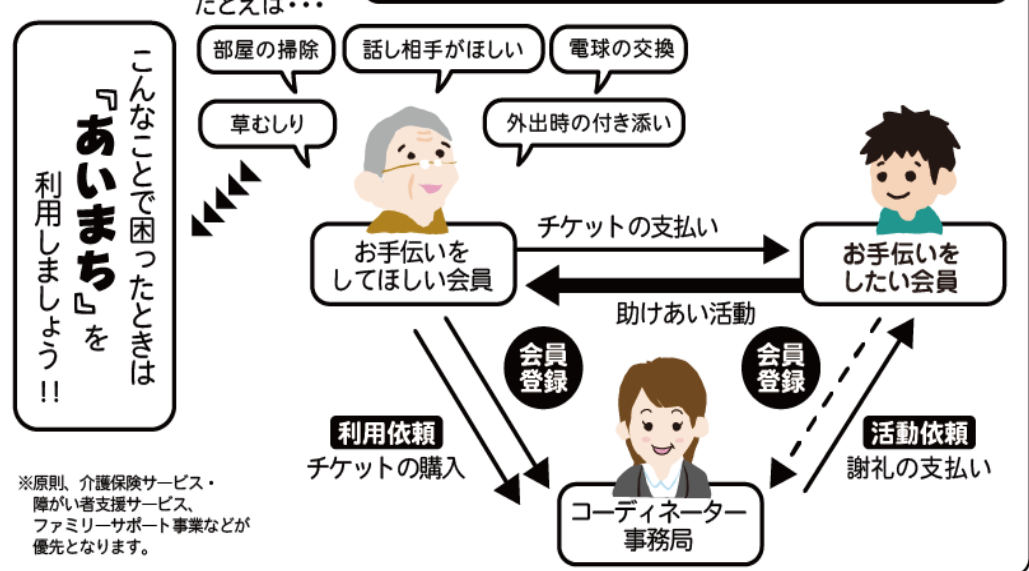 たとえば・・・
部屋の掃除
話し相手がほしい
電球の交換
草むしり
外出時の付き添い
こんなことで困ったときは
『あいまち』を
利用しましょう!!
お手伝いを
してほしい会員
チケットの支払い
助けあい活動
お手伝いを
したい会員
会員
登録
会員
登録
利用依頼
チケットの購入
活動依頼
謝礼の支払い
コーディネーター
事務局
※原則、介護保険サービス・
障がい者支援サービス、
ファミリーサポート事業などが
優先となります。